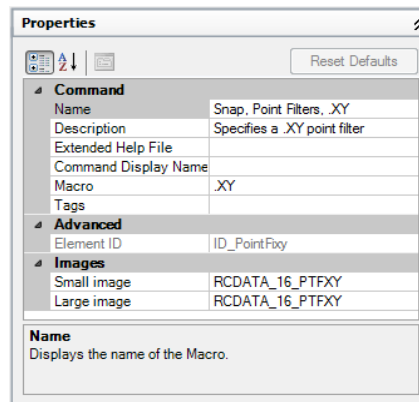 Properties
Reset Defaults
Command
Name Snap, Point Filters, .XY
Description Specifies a .XY point filter
Extended Help File
Command Display Name
Macro .XY
Tags
Advanced
Element ID ID_PointFixy
Images
Small image RCDATA_16_PTFXY
Large image RCDATA_16_PTFXY
Name
Displays the name of the Macro.